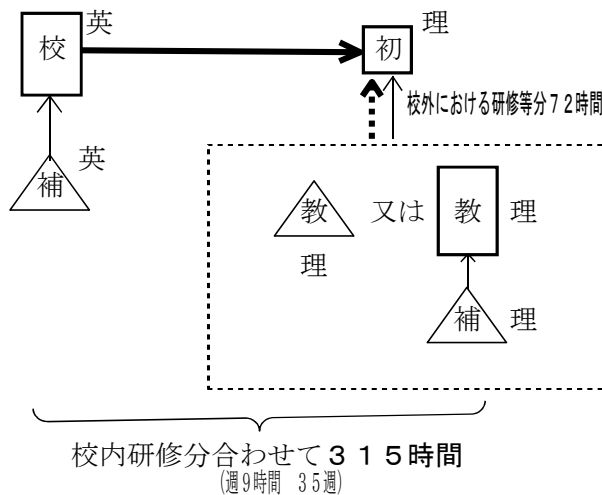 校
英
初
理
校外における研修等分７２時間
補
英
教
又は
教
理
理
補
理
校内研修分合わせて３１５時間
(週9時間　35週)